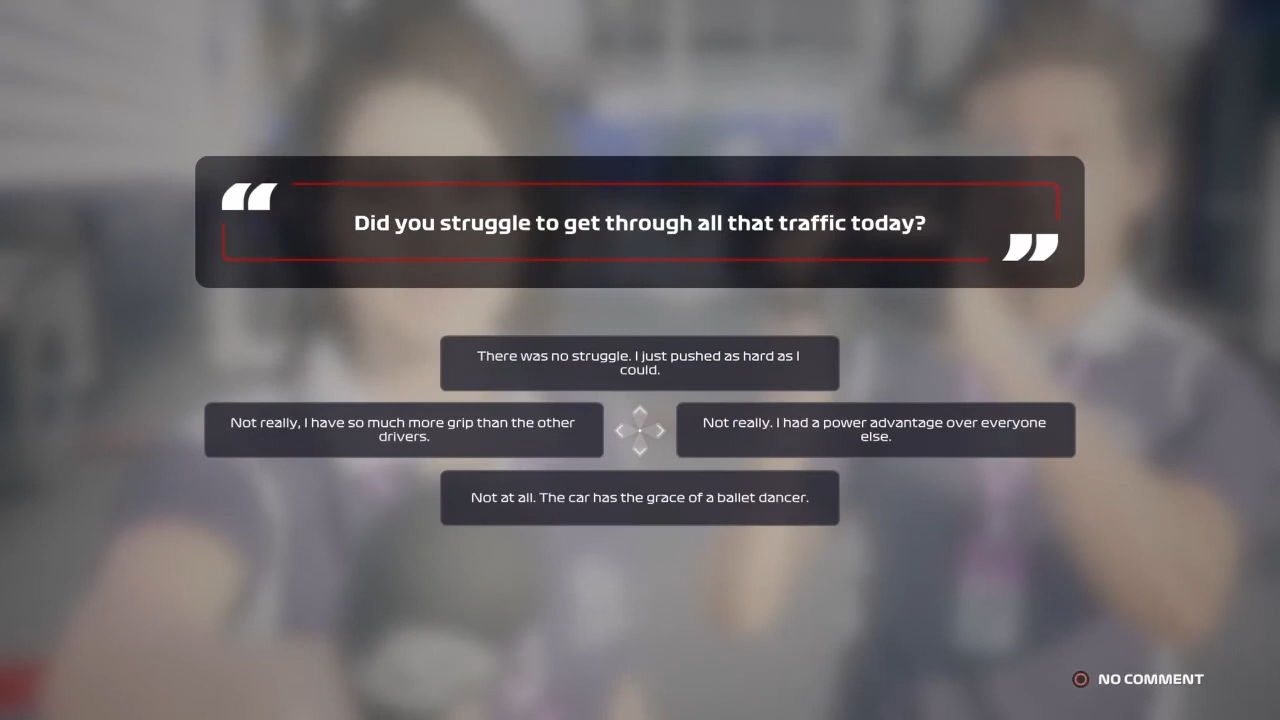 Did you struggle to get through all that traffic today?
There was no struggle. I just pushed as hard as I
could.
Not really, I have so much more grip than the other
drivers.
Not really. I had a power advantage over everyone
else.
Not at all. The car has the grace of a ballet dancer.
NO COMMENT